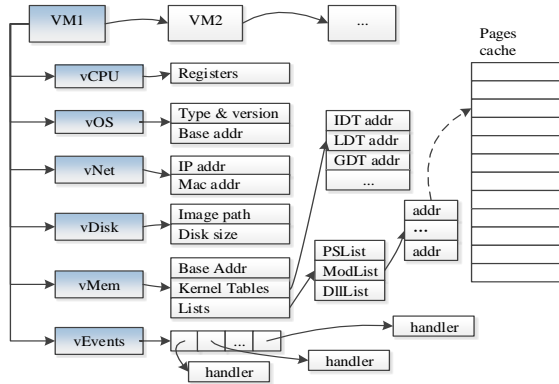 VM1
VM2
...
Pages
cache
vCPU
Registers
vOS
Type & version
Base addr
IDT addr
LDT addr
GDT addr
...
vNet
IP addr
Mac addr
vDisk
Image path
Disk size
addr
...
addr
vMem
Base Addr
Kernel Tables
Lists
PSList
ModList
DllList
vEvents
...
handler
handler
handler